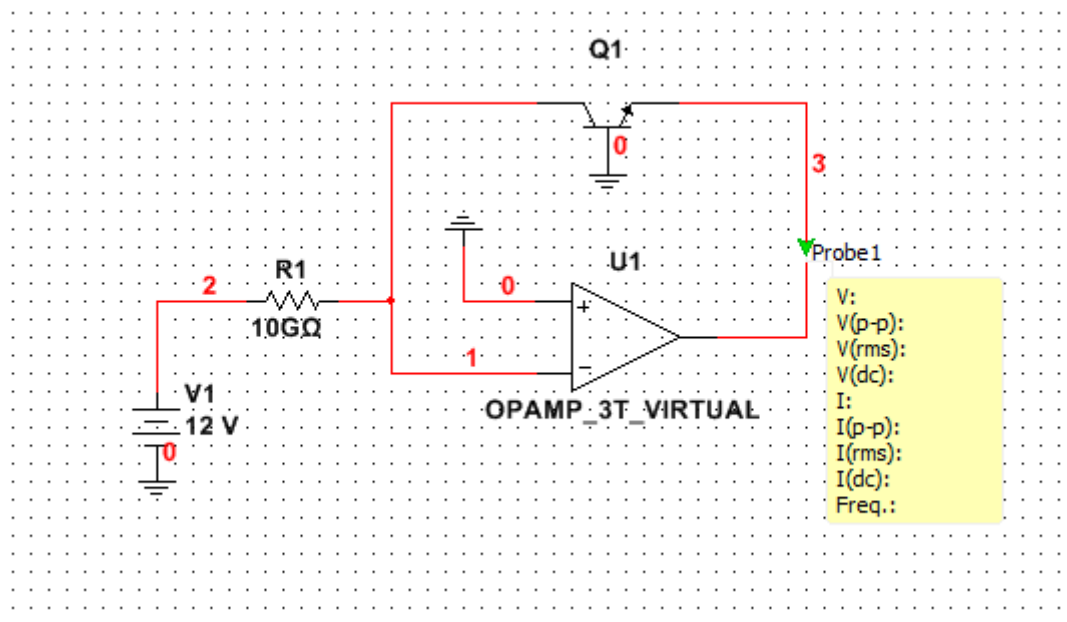 Q1
0
3
Probe1
U1
0
+
R1
2
10GΩ
1
−
OPAMP_3T_VIRTUAL
V1
12 V
0
V:
V(p-p):
V(rms):
V(dc):
I:
I(p-p):
I(rms):
I(dc):
Freq.: